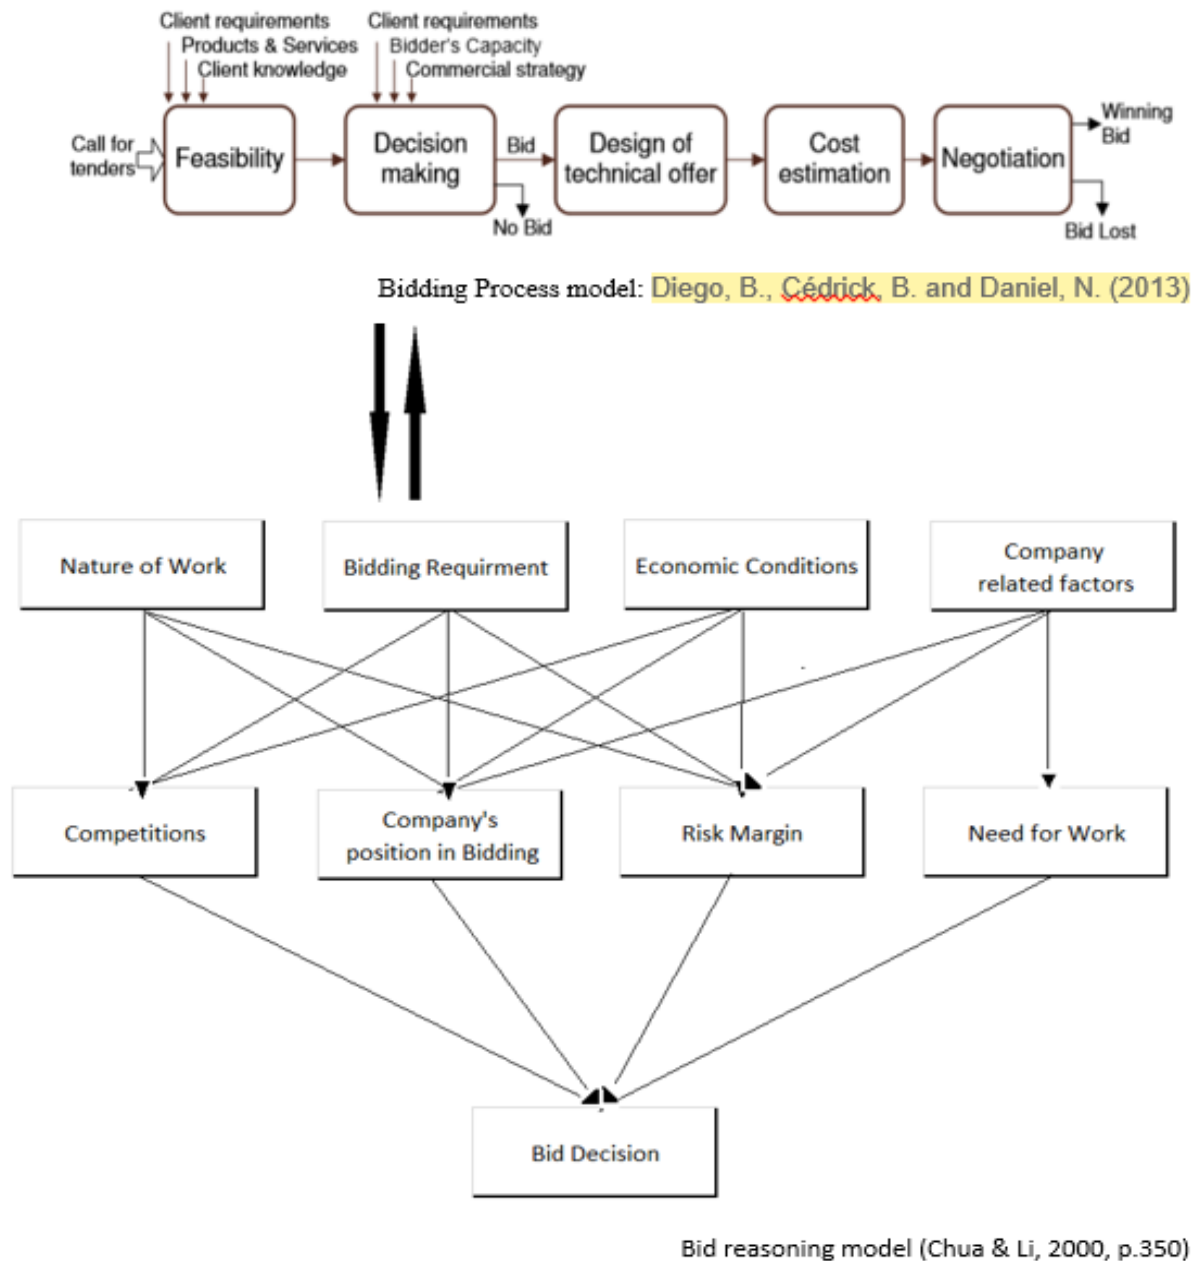 Client requirements
Products & Services
Client knowledge
Client requirements
Bidder's Capacity
Commercial strategy
Call for
tenders
Feasibility
Decision
making
Bid
No Bid
Design of
technical offer
Cost
estimation
Negotiation
Winning
Bid
Bid Lost
Bidding Process model: Diego, B., Cédrick, B. and Daniel, N. (2013)
Nature of Work
Bidding Requirment
Economic Conditions
Company
related factors
Competitions
Company's
position in Bidding
Risk Margin
Need for Work
Bid Decision
Bid reasoning model (Chua & Li, 2000, p.350)